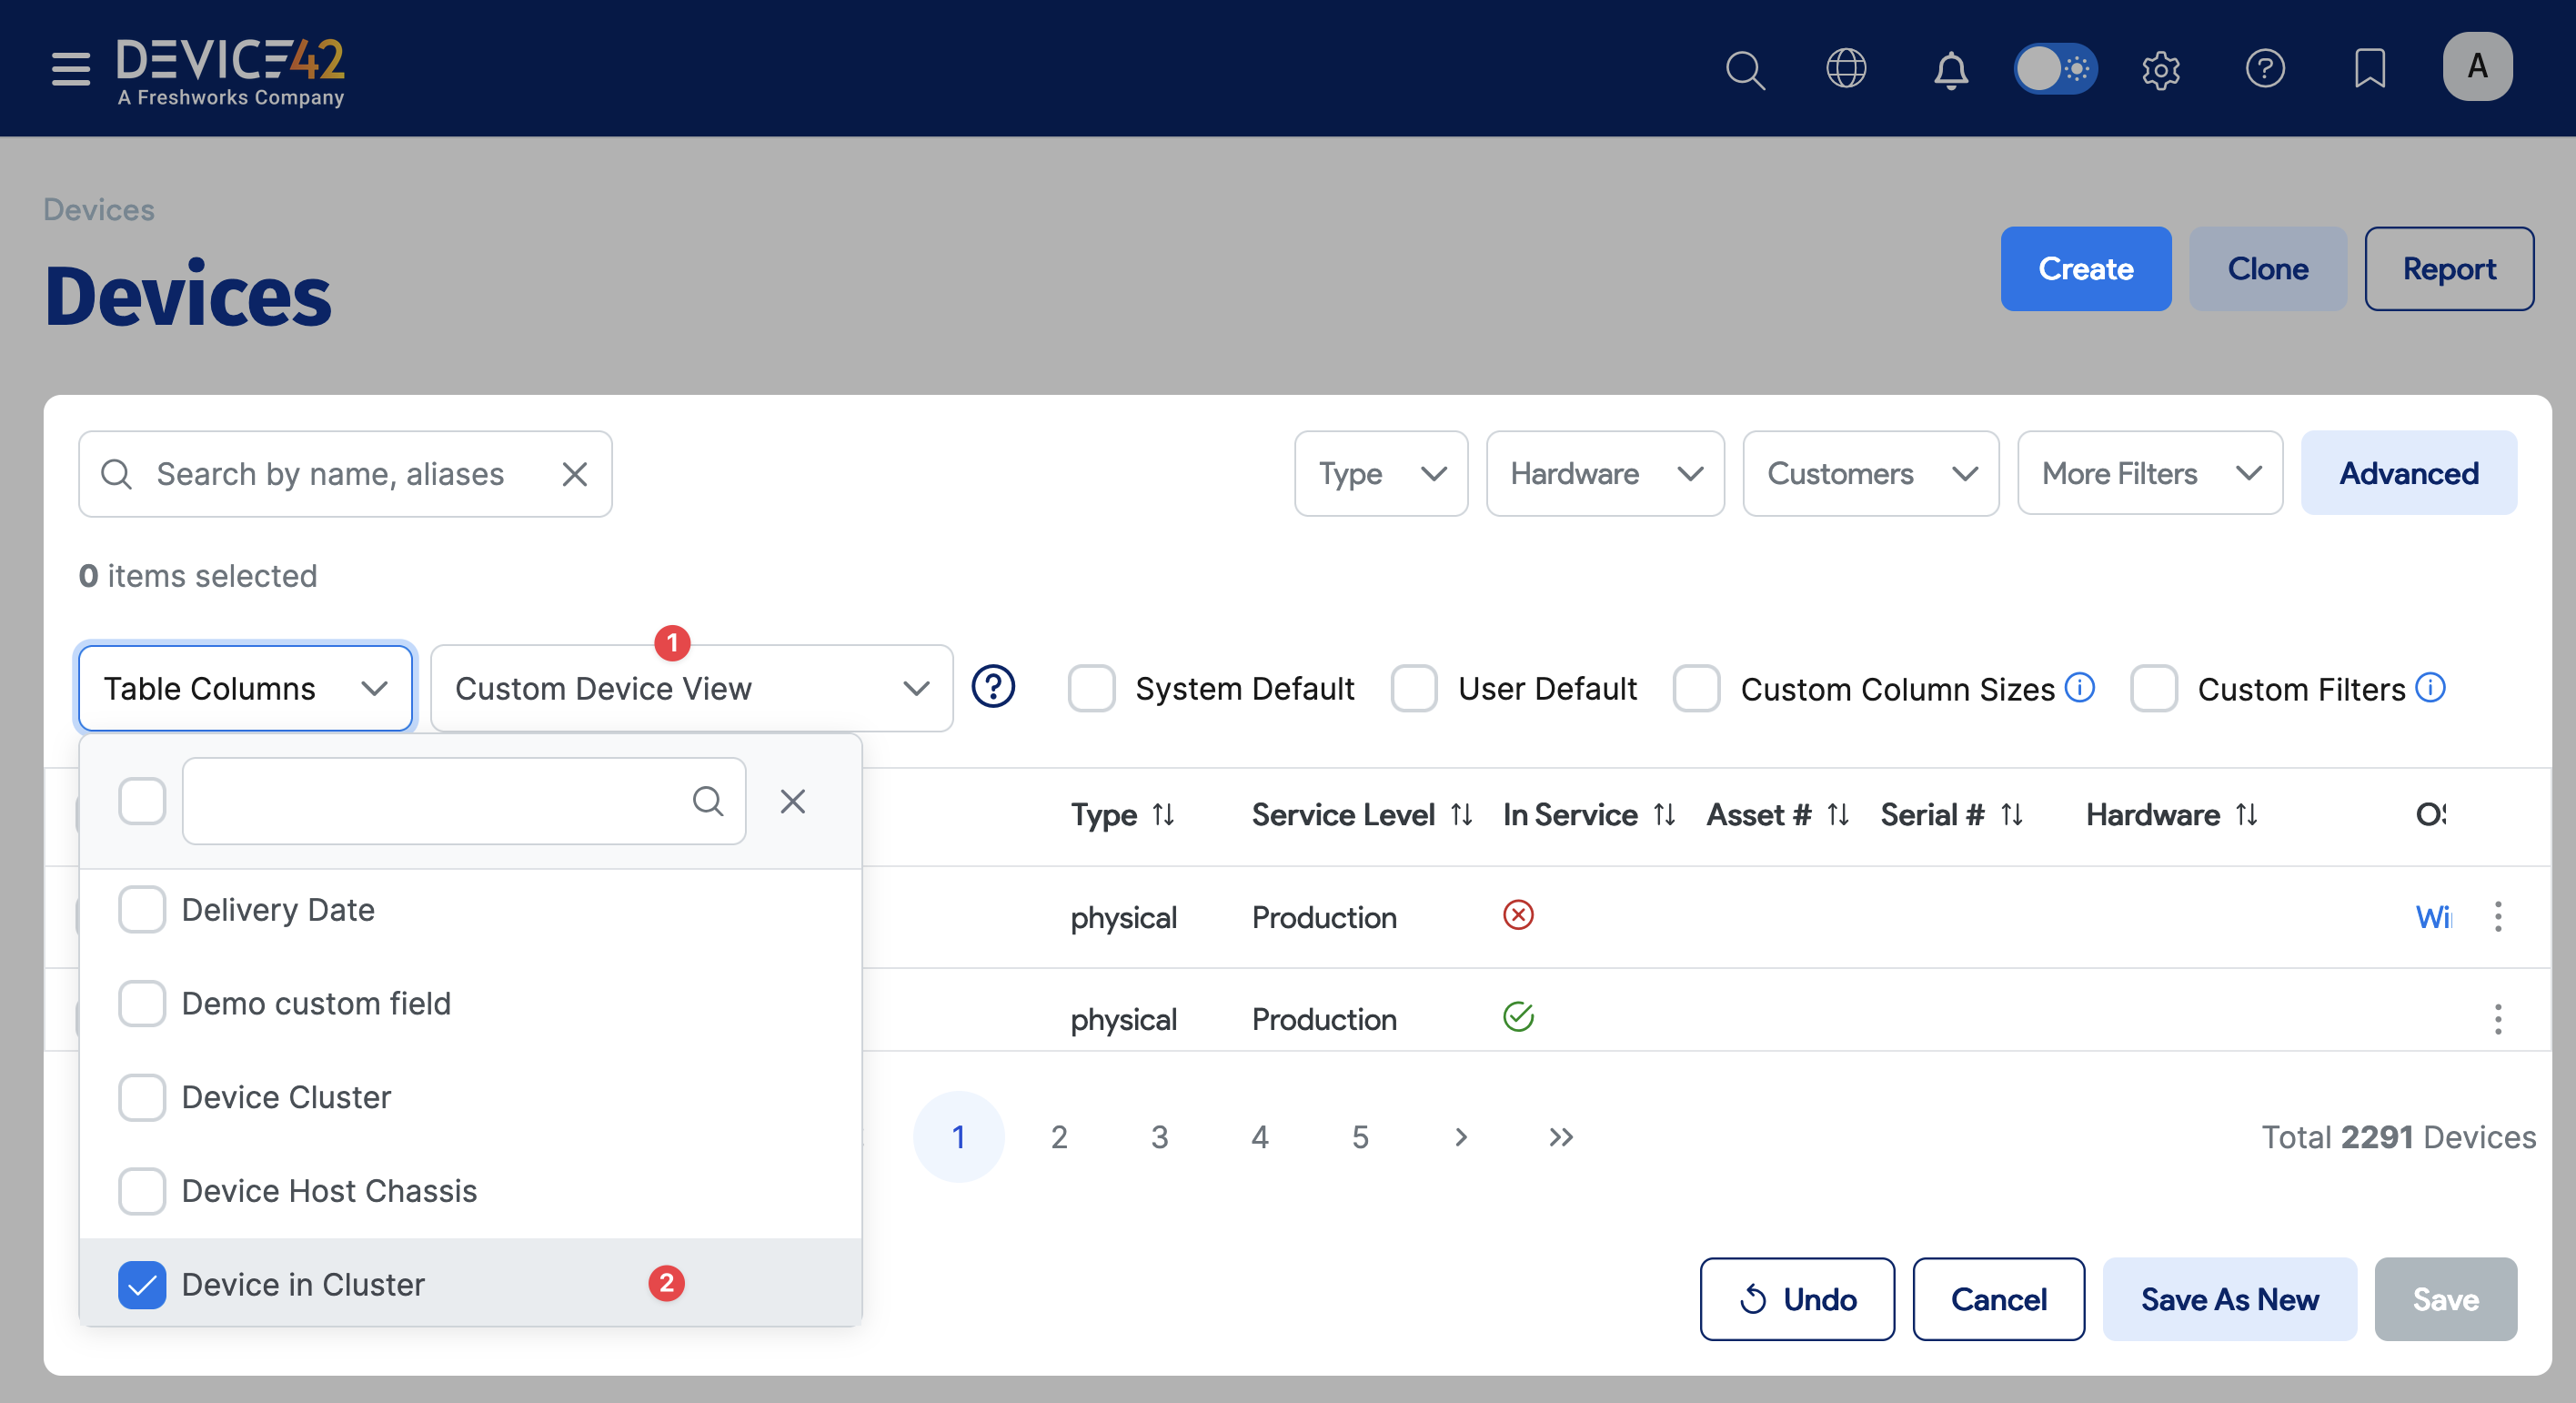 DEVICE42
A Freshworks Company
A
Devices
Devices
Create
Clone
Report
Search by name, aliases
Type
Hardware
Customers
More Filters
Advanced
0 items selected
1
Table Columns
Custom Device View
?
System Default
User Default
Custom Column Sizes
Custom Filters
Type
Service Level
In Service
Asset #
Serial #
Hardware
Delivery Date
physical
Production
Demo custom field
physical
Production
Device Cluster
Device Host Chassis
Device in Cluster
2
1 2 3 4 5 > >>
Total 2291 Devices
Undo
Cancel
Save As New
Save